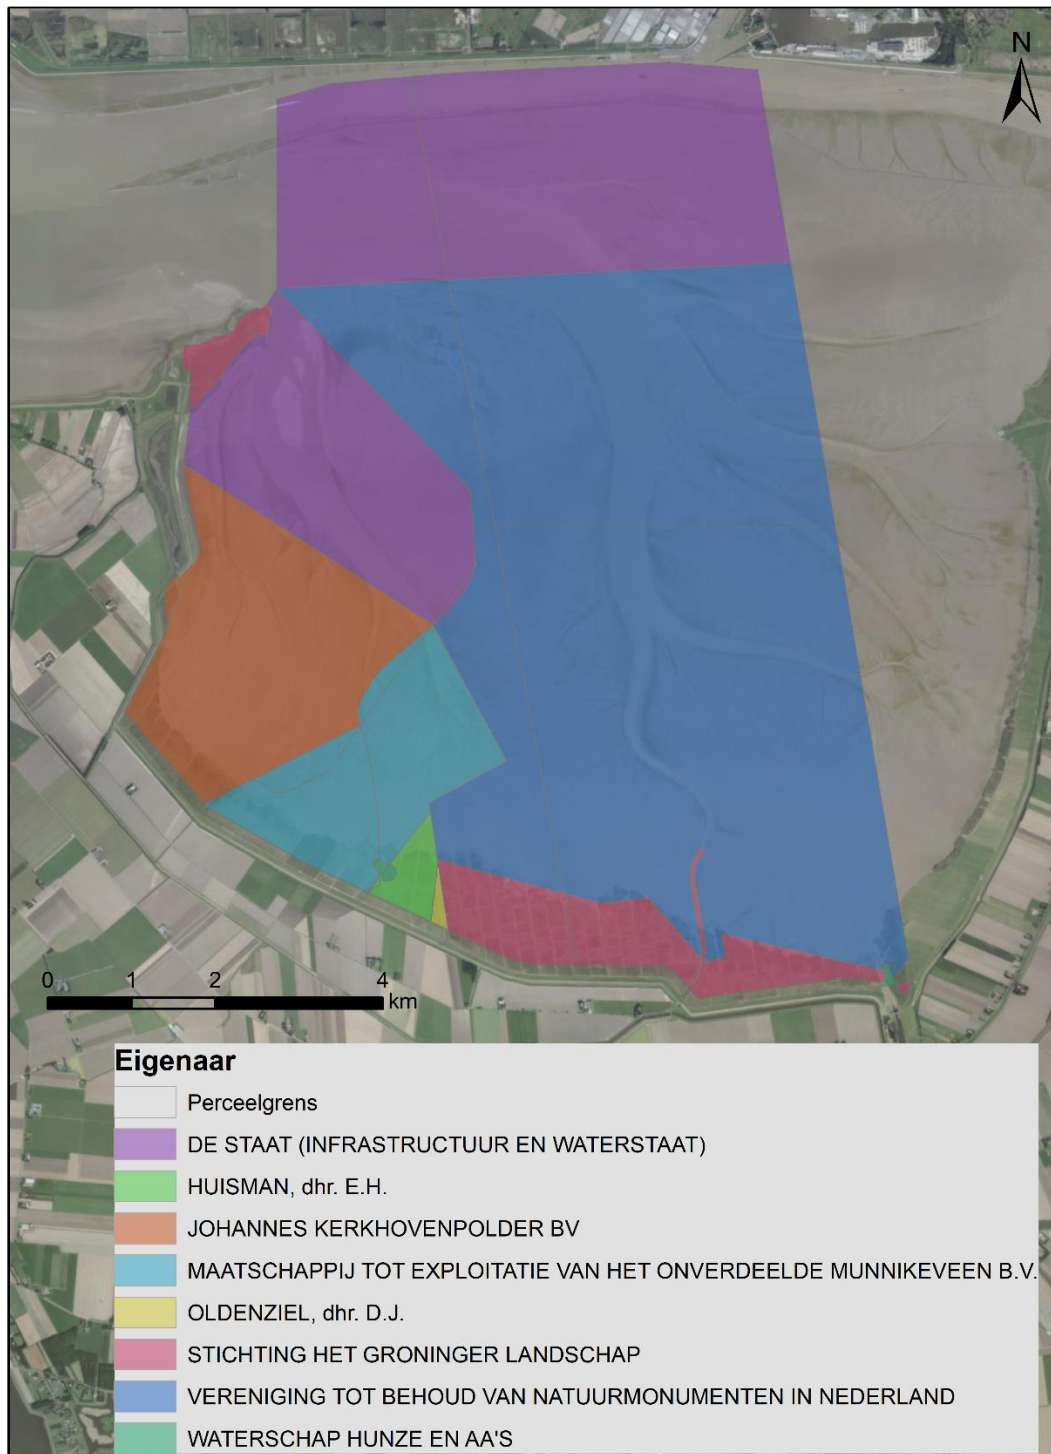 N
0 1 2 4
km
Eigenaar
Perceelgrens
DE STAAT (INFRASTRUCTUUR EN WATERSTAAT)
HUISMAN, dhr. E.H.
JOHANNES KERKHOVENPOLDER BV
MAATSCHAPPIJ TOT EXPLOITATIE VAN HET ONVERDEELDE MUNNIKEVEEN B.V.
OLDENZIEL, dhr. D.J.
STICHTING HET GRONINGER LANDSCHAP
VERENIGING TOT BEHOUD VAN NATUURMONUMENTEN IN NEDERLAND
WATERSCHAP HUNZE EN AA'S